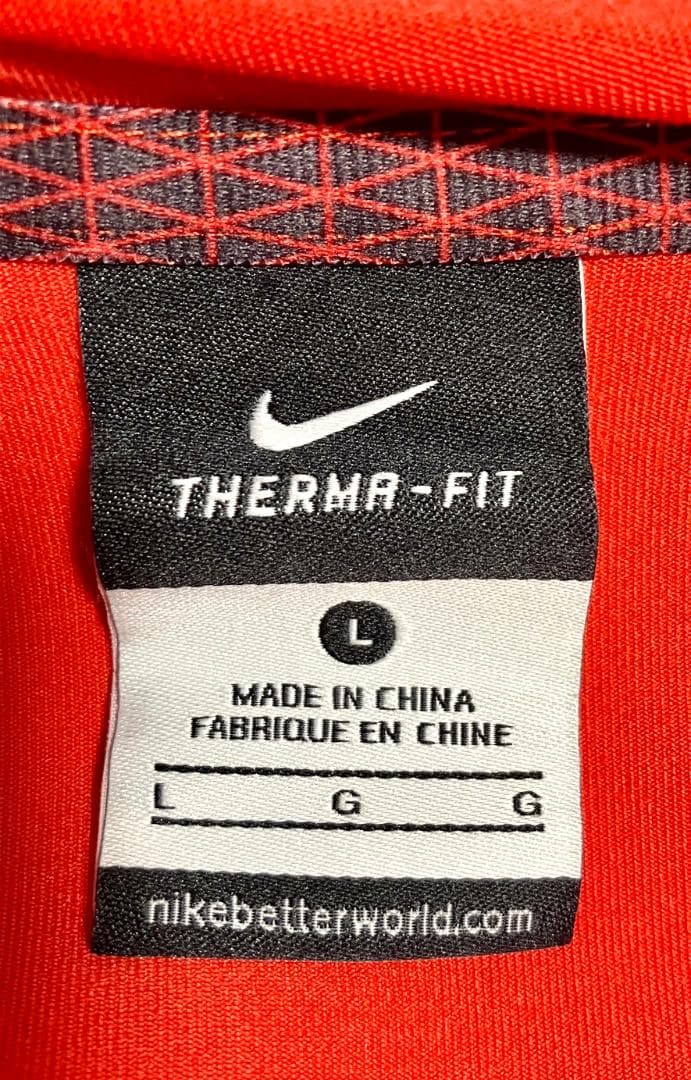 THERMA-FIT
L
MADE IN CHINA
FABRIQUE EN CHINE
L G G
nikebetterworld.com